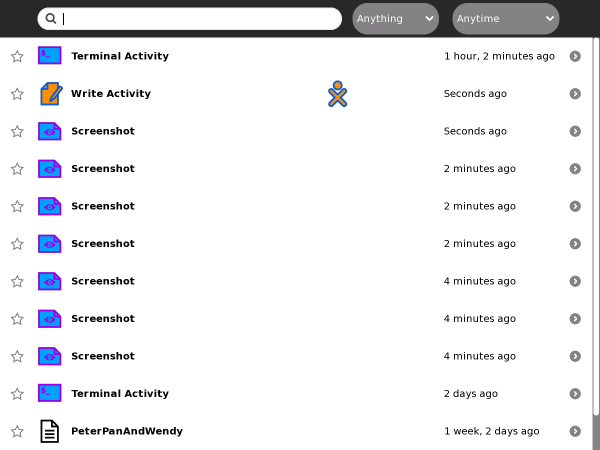 Anything Anytime
Terminal Activity 1 hour, 2 minutes ago
Write Activity Seconds ago
Screenshot Seconds ago
Screenshot 2 minutes ago
Screenshot 2 minutes ago
Screenshot 2 minutes ago
Screenshot 4 minutes ago
Screenshot 4 minutes ago
Screenshot 4 minutes ago
Terminal Activity 2 days ago
PeterPanAndWendy 1 week, 2 days ago